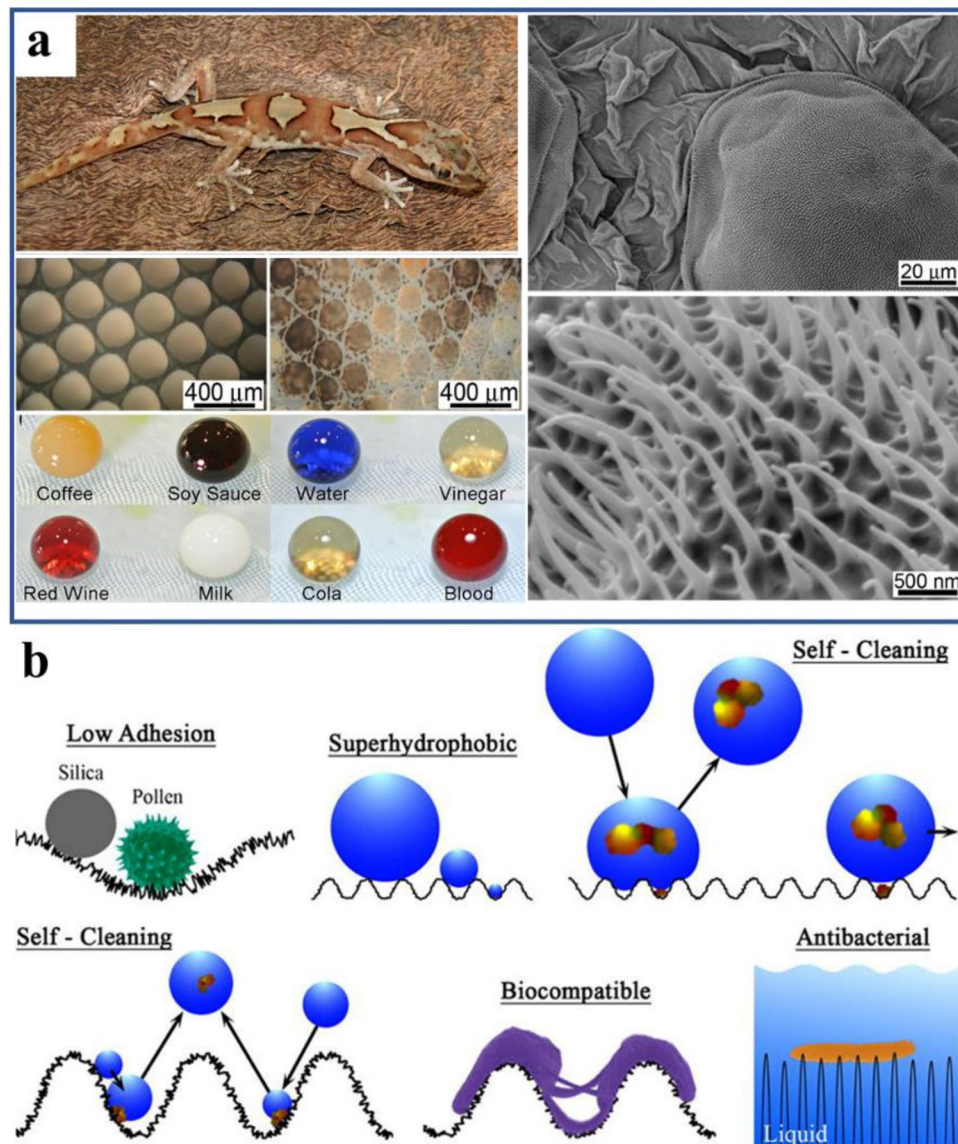 a
20 μm
400 μm
400 μm
Coffee
Soy Sauce
Water
Vinegar
Red Wine
Milk
Cola
Blood
500 nm
b
Self - Cleaning
Low Adhesion
Silica
Pollen
Superhydrophobic
Self - Cleaning
Biocompatible
Antibacterial
Liquid